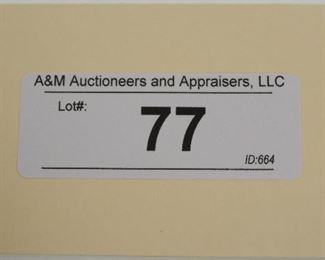 A&M Auctioneers and Appraisers, LLC
Lot#: 77
ID:664